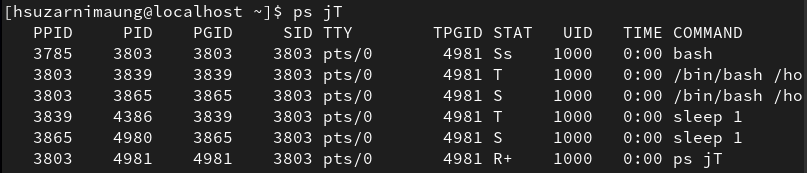 [hsuzarnimaung@localhost ~]$ ps jT
PPID PID PGID SID TTY TPGID STAT UID TIME COMMAND
3785 3803 3803 3803 pts/0 4981 Ss 1000 0:00 bash
3803 3839 3839 3803 pts/0 4981 T 1000 0:00 /bin/bash /ho
3803 3865 3865 3803 pts/0 4981 S 1000 0:00 /bin/bash /ho
3839 4386 3839 3803 pts/0 4981 T 1000 0:00 sleep 1
3865 4980 3865 3803 pts/0 4981 S 1000 0:00 sleep 1
3803 4981 4981 3803 pts/0 4981 R+ 1000 0:00 ps jT